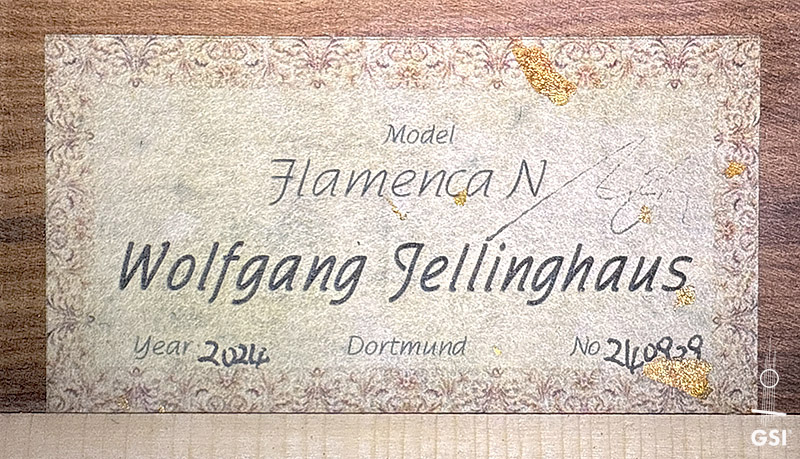 Model
Flamenca N
Wolfgang Jellinghaus
Year 2024 Dortmund No 240929
GSI